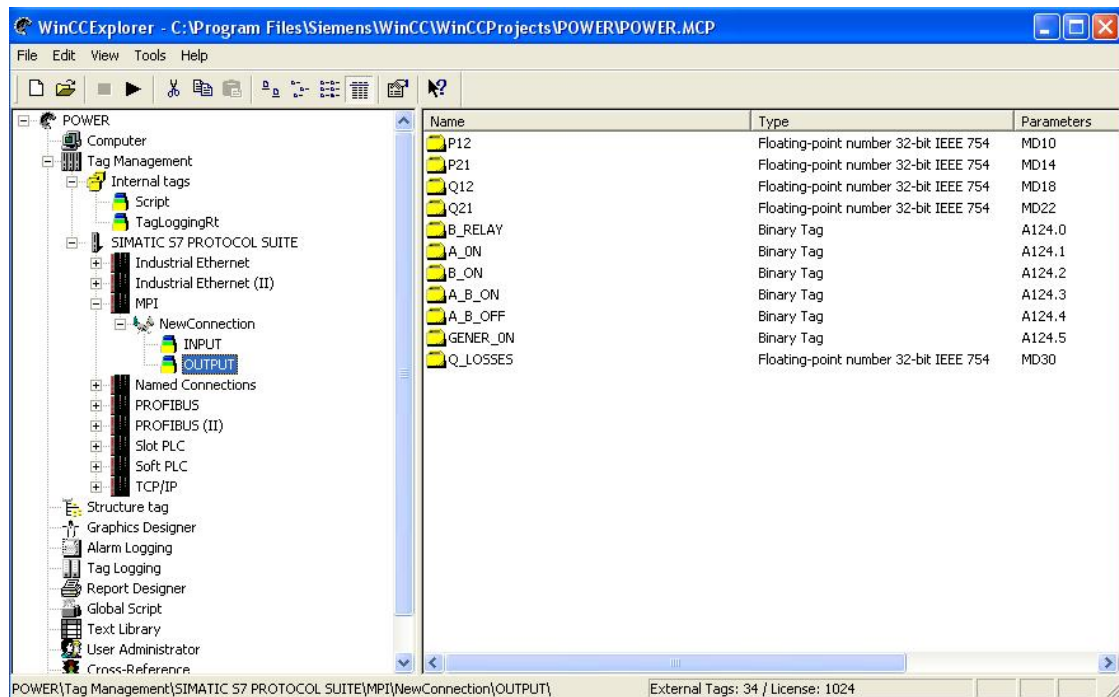 WinCCExplorer - C:\Program Files\Siemens\WinCC\WinCCProjects\POWER\POWER.MCP
File Edit View Tools Help
POWER
Computer
Tag Management
Internal tags
Script
TagLoggingRt
SIMATIC S7 PROTOCOL SUITE
Industrial Ethernet
Industrial Ethernet (II)
MPI
NewConnection
INPUT
OUTPUT
Named Connections
PROFIBUS
PROFIBUS (II)
Slot PLC
Soft PLC
TCP/IP
Structure tag
Graphics Designer
Alarm Logging
Tag Logging
Report Designer
Global Script
Text Library
User Administrator
Cross-Reference
Name Type Parameters
P12 Floating-point number 32-bit IEEE 754 MD10
P21 Floating-point number 32-bit IEEE 754 MD14
Q12 Floating-point number 32-bit IEEE 754 MD18
Q21 Floating-point number 32-bit IEEE 754 MD22
B_RELAY Binary Tag A124.0
A_0N Binary Tag A124.1
B_ON Binary Tag A124.2
A_B_ON Binary Tag A124.3
A_B_OFF Binary Tag A124.4
GENER_0N Binary Tag A124.5
Q_LOSSES Floating-point number 32-bit IEEE 754 MD30
POWER\Tag Management\SIMATIC S7 PROTOCOL SUITE\MPI\NewConnection\OUTPUT\ External Tags: 34 / License: 1024